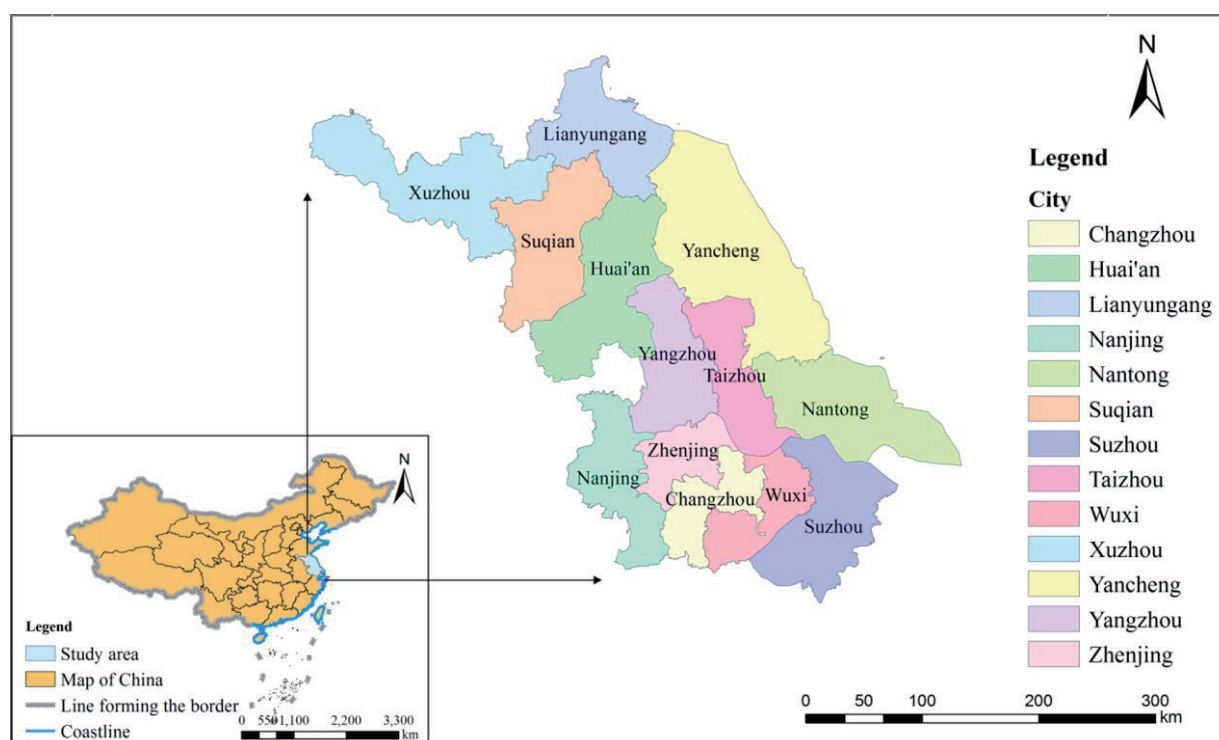 N
Lianyungang
Xuzhou
Suqian
Yancheng
Huai'an
Yangzhou
Taizhou
Nantong
Zhenjing
Nanjing
Changzhou
Wuxi
Suzhou
Legend
City
Changzhou
Huai'an
Lianyungang
Nanjing
Nantong
Suqian
Suzhou
Taizhou
Wuxi
Xuzhou
Yancheng
Yangzhou
Zhenjing
0 50 100 200 300
km
N
Legend
Study area
Map of China
Line forming the border
Coastline
0 5501,100 2,200 3,300
km